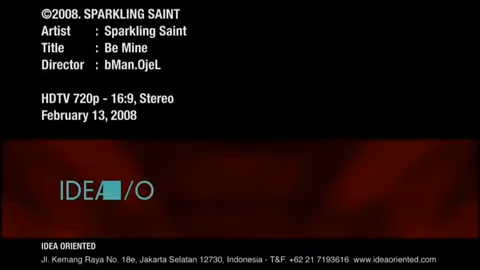 ©2008. SPARKLING SAINT
Artist : Sparkling Saint
Title : Be Mine
Director : bMan.OjeL
HDTV 720p - 16:9, Stereo
February 13, 2008
IDEA/O
IDEA ORIENTED
Jl. Kemang Raya No. 18e, Jakarta Selatan 12730, Indonesia - T&F. +62 21 7193616 www.ideaoriented.com